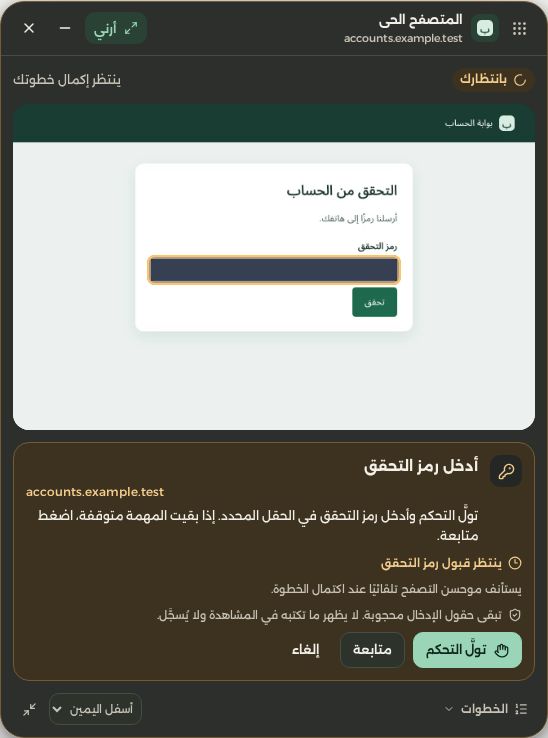 المتصفح الحي
accounts.example.test
أرني
بانتظارك
ينتظر إكمال خطوتك
ب
بوابة الحساب
التحقق من الحساب
أرسلنا رمزًا إلى هاتفك.
رمز التحقق
تحقق
أدخل رمز التحقق
accounts.example.test
تولَّ التحكم وأدخل رمز التحقق في الحقل المحدد. إذا بقيت المهمة متوقفة، اضغط
متابعة.
ينتظر قبول رمز التحقق
يستأنف موحسن التصفح تلقائيًا عند اكتمال الخطوة.
تبقى حقول الإدخال محجوبة. لا يظهر ما تكتبه في المشاهدة ولا يُسجَّل.
تولَّ التحكم
متابعة
إلغاء
الخطوات
أسفل اليمين